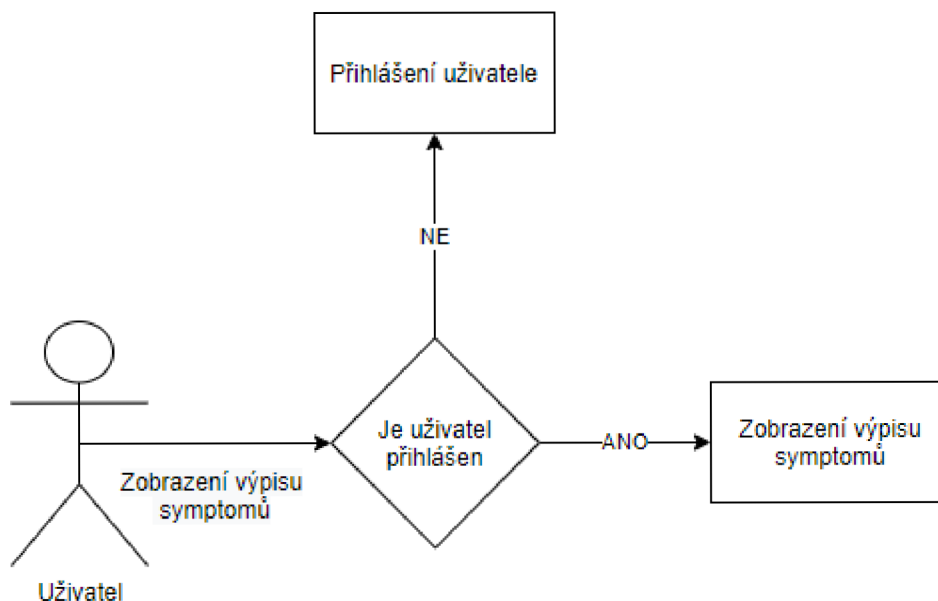 Přihlášení uživatele
NE
Je uživatel
přihlášen
ANO
Zobrazení výpisu
symptomů
Zobrazení výpisu
symptomů
Uživatel